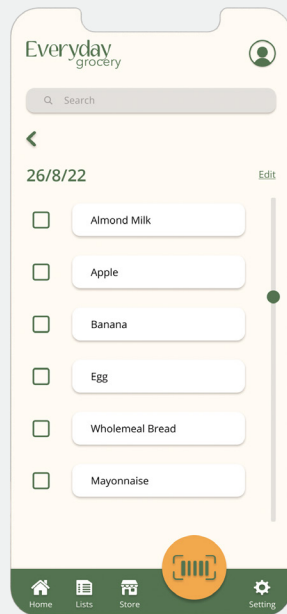 Everyday
grocery
Search
26/8/22
Edit
Almond Milk
Apple
Banana
Egg
Wholemeal Bread
Mayonnaise
Home
Lists
Store
Setting